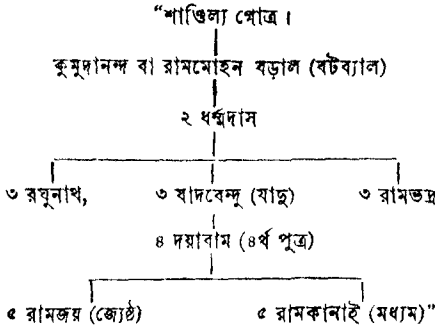 “শাণ্ডিল্য গোত্র।
কুমুদানন্দ বা রামমোহন বড়াল (বটব্যাল)
২ ধর্ম্মদাস
৩ রঘুনাথ, ৩ যাদবেন্দু (যাদু) ৩ রামভদ্র
৪ দয়ারাম (৪র্থ পুত্র)
৫ রামজয় (জ্যেষ্ঠ) ৫ রামকানাই (মধ্যম)”